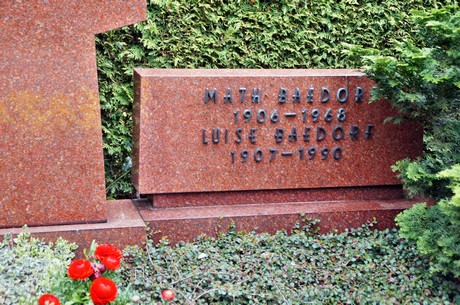 MATH BAEDORF
1906—1968
LUISE BAEDORF
1907—1990